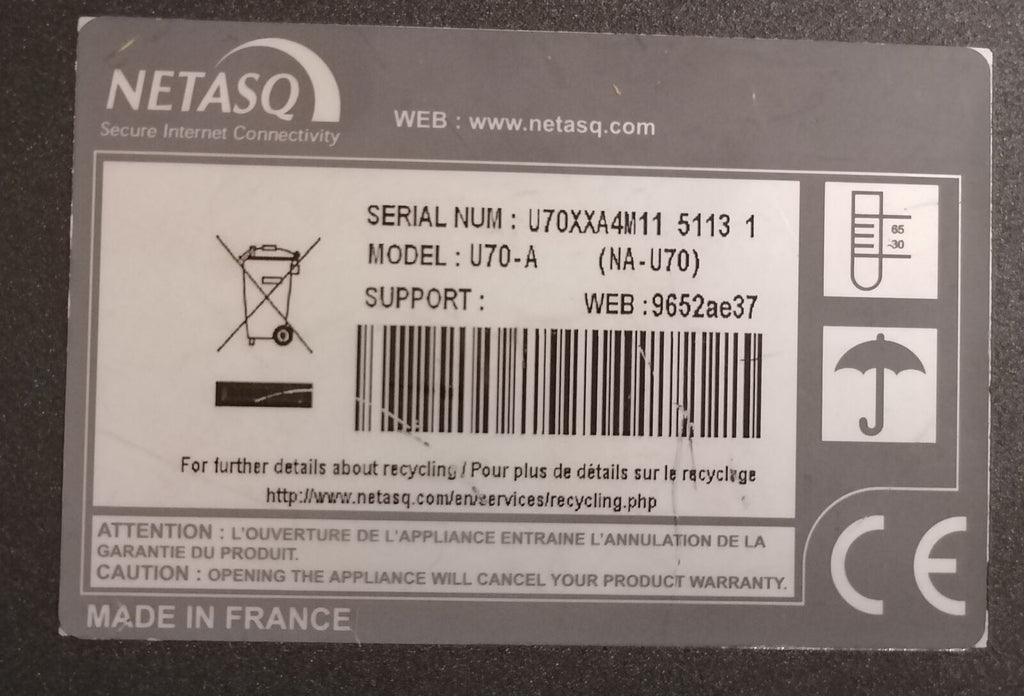 NETASQ
Secure Internet Connectivity
WEB : www.netasq.com
SERIAL NUM : U70XXA4M11 5113 1
MODEL : U70-A (NA-U70)
SUPPORT : WEB :9652ae37
65
-30
For further details about recycling / Pour plus de détails sur le recyclage
http://www.netasq.com/en/services/recycling.php
ATTENTION : L'OUVERTURE DE L'APPLIANCE ENTRAINE L'ANNULATION DE LA
GARANTIE DU PRODUIT.
CAUTION : OPENING THE APPLIANCE WILL CANCEL YOUR PRODUCT WARRANTY.
MADE IN FRANCE
CE